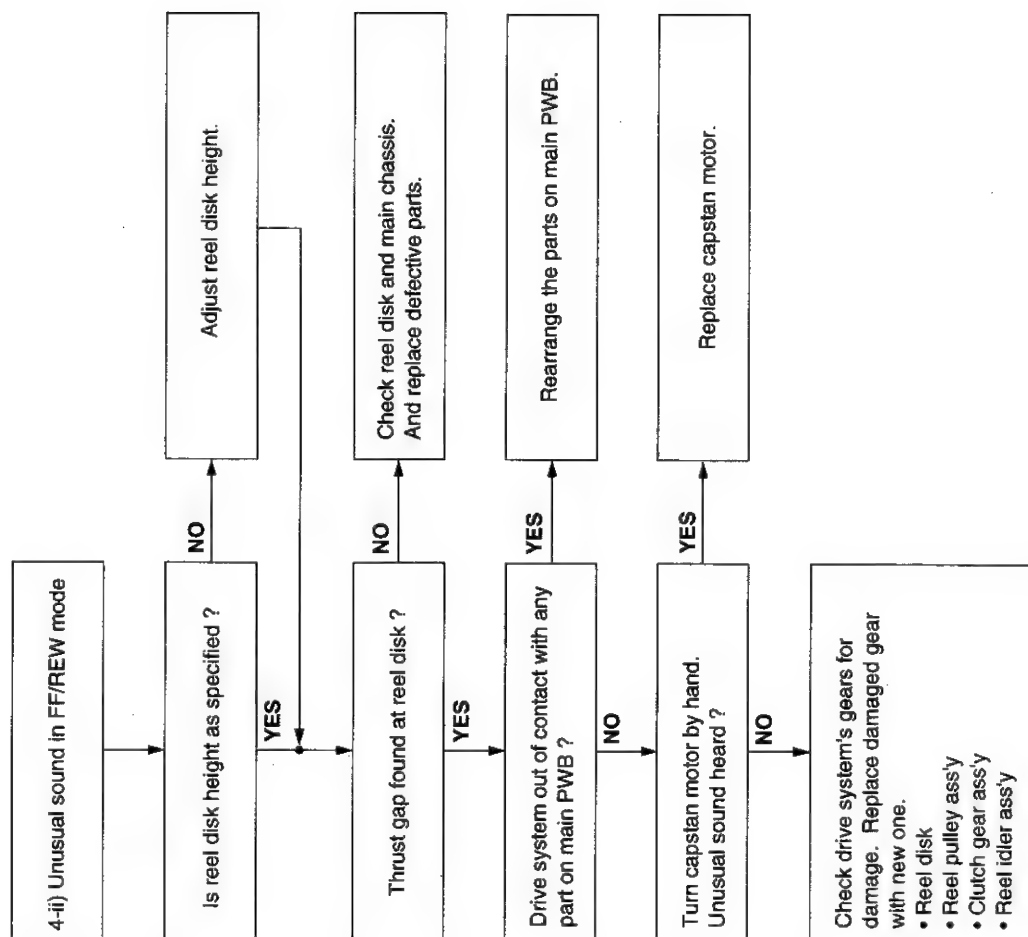 4-ii) Unusual sound in FF/REW mode
Is reel disk height as specified ?
NO
Adjust reel disk height.
YES
Thrust gap found at reel disk ?
NO
Check reel disk and main chassis.
And replace defective parts.
YES
Drive system out of contact with any
part on main PWB ?
YES
Rearrange the parts on main PWB.
NO
Turn capstan motor by hand.
Unusual sound heard ?
YES
Replace capstan motor.
NO
Check drive system's gears for
damage. Replace damaged gear
with new one.
• Reel disk
• Reel pulley ass'y
• Clutch gear ass'y
• Reel idler ass'y